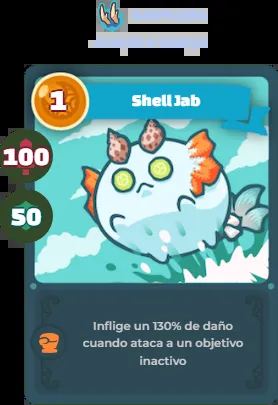 Shell Jab
1
100
50
Inflige un 130% de daño
cuando ataca a un objetivo
inactivo